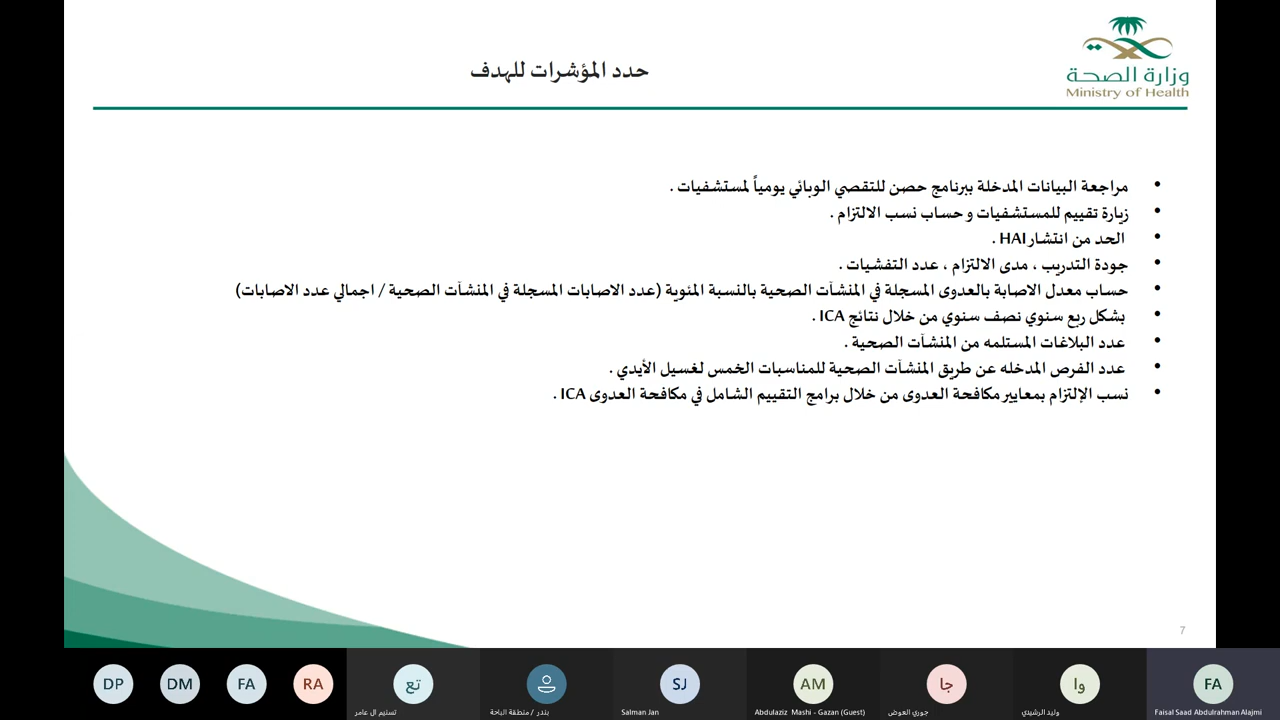 وزارة الصحة
Ministry of Health
حدد المؤشرات للهدف
• مراجعة البيانات المدخلة ببرنامج حصن للتقصي الوبائي يومياً لمستشفيات .
• زيارة تقييم للمستشفيات و حساب نسب الالتزام .
• الحد من انتشار HAI .
• جودة التدريب ، مدى الالتزام ، عدد التفشيات .
• حساب معدل الاصابة بالعدوى المسجلة في المنشآت الصحية بالنسبة المئوية (عدد الاصابات المسجلة في المنشآت الصحية / اجمالي عدد الاصابات)
• بشكل ربع سنوي نصف سنوي من خلال نتائج ICA .
• عدد البلاغات المستلمه من المنشآت الصحية .
• عدد الفرص المدخله عن طريق المنشآت الصحية للمناسبات الخمس لغسيل الأيدي .
• نسب الإلتزام بمعايير مكافحة العدوى من خلال برامج التقييم الشامل في مكافحة العدوى ICA .
7
DP
DM
FA
RA
تع
تسنيم ال عامر
بندر / منطقة الباحة
SJ
Salman Jan
AM
Abdulaziz Mashi - Gazan (Guest)
جا
جوري العوض
وا
وليد الرشيدي
FA
Faisal Saad Abdulrahman Alajmi